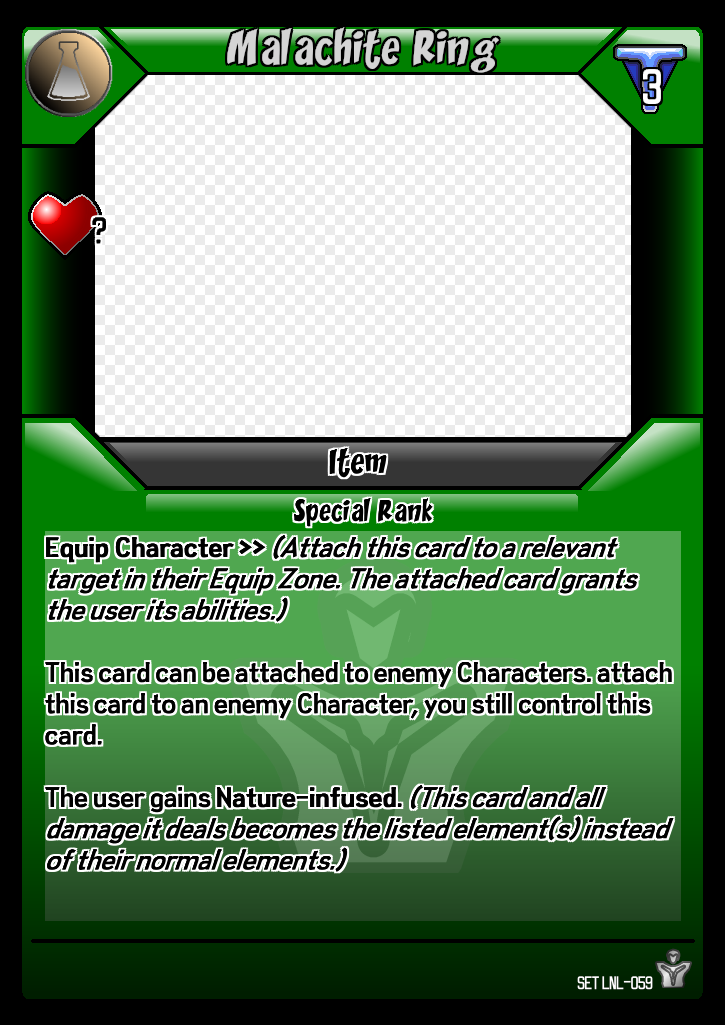 Malachite Ring
3
?
Item
Special Rank
Equip Character >> (Attach this card to a relevant
target in their Equip Zone. The attached card grants
the user its abilities.)
This card can be attached to enemy Characters. attach
this card to an enemy Character, you still control this
card.
The user gains Nature-infused. (This card and all
damage it deals becomes the listed element(s) instead
of their normal elements.)
SET LNL-059